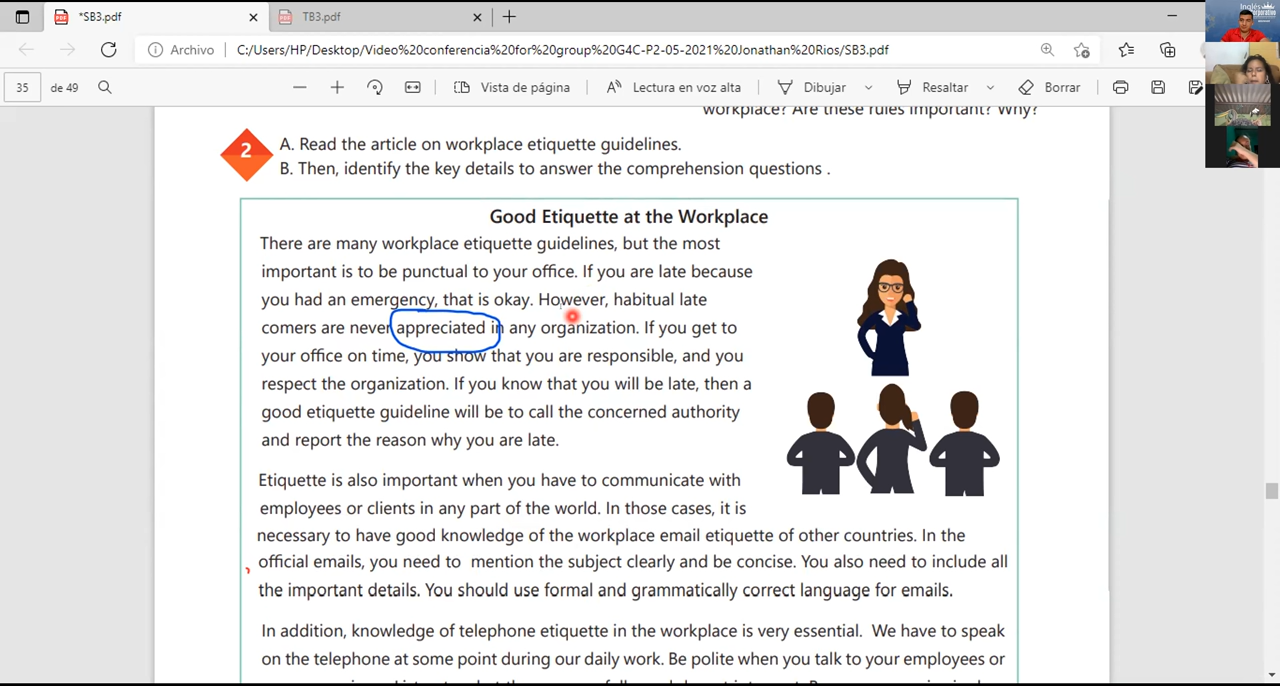 *SB3.pdf
TB3.pdf
Archivo
C:/Users/HP/Desktop/Video%20conferencia%20for%20group%20G4C-P2-05-2021%20Jonathan%20Rios/SB3.pdf
35 de 49
Vista de página
Lectura en voz alta
Dibujar
Resaltar
Borrar
Inglés
workplace? Are these rules important? Why?
2
A. Read the article on workplace etiquette guidelines.
B. Then, identify the key details to answer the comprehension questions .
Good Etiquette at the Workplace
There are many workplace etiquette guidelines, but the most
important is to be punctual to your office. If you are late because
you had an emergency, that is okay. However, habitual late
comers are never appreciated in any organization. If you get to
your office on time, you show that you are responsible, and you
respect the organization. If you know that you will be late, then a
good etiquette guideline will be to call the concerned authority
and report the reason why you are late.
Etiquette is also important when you have to communicate with
employees or clients in any part of the world. In those cases, it is
necessary to have good knowledge of the workplace email etiquette of other countries. In the
official emails, you need to mention the subject clearly and be concise. You also need to include all
the important details. You should use formal and grammatically correct language for emails.
In addition, knowledge of telephone etiquette in the workplace is very essential. We have to speak
on the telephone at some point during our daily work. Be polite when you talk to your employees or